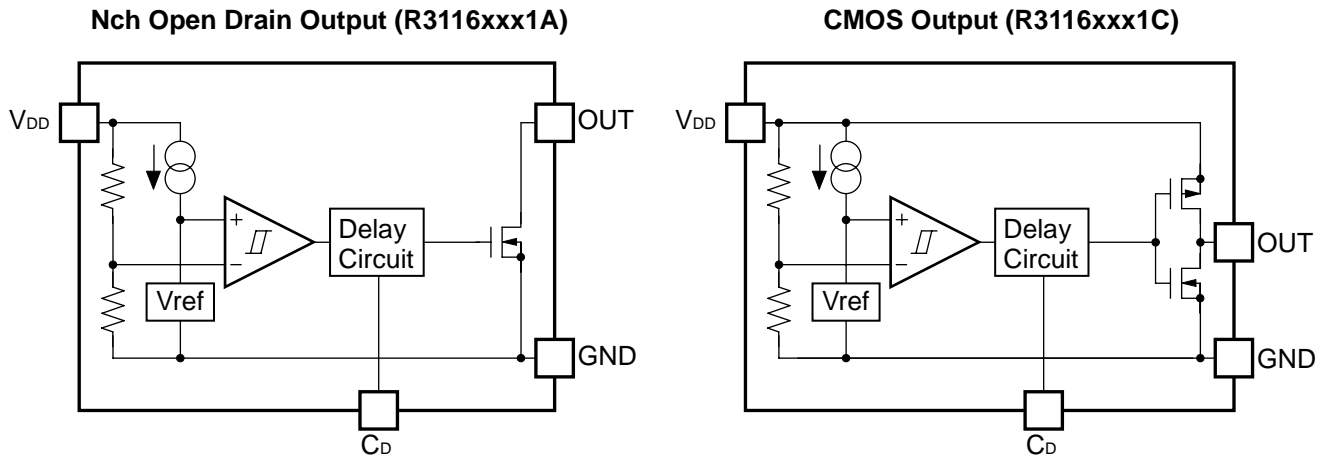 Nch Open Drain Output (R3116xxx1A)
VDD
OUT
+
−
Delay
Circuit
Vref
GND
CD
CMOS Output (R3116xxx1C)
VDD
+
−
Delay
Circuit
OUT
Vref
GND
CD